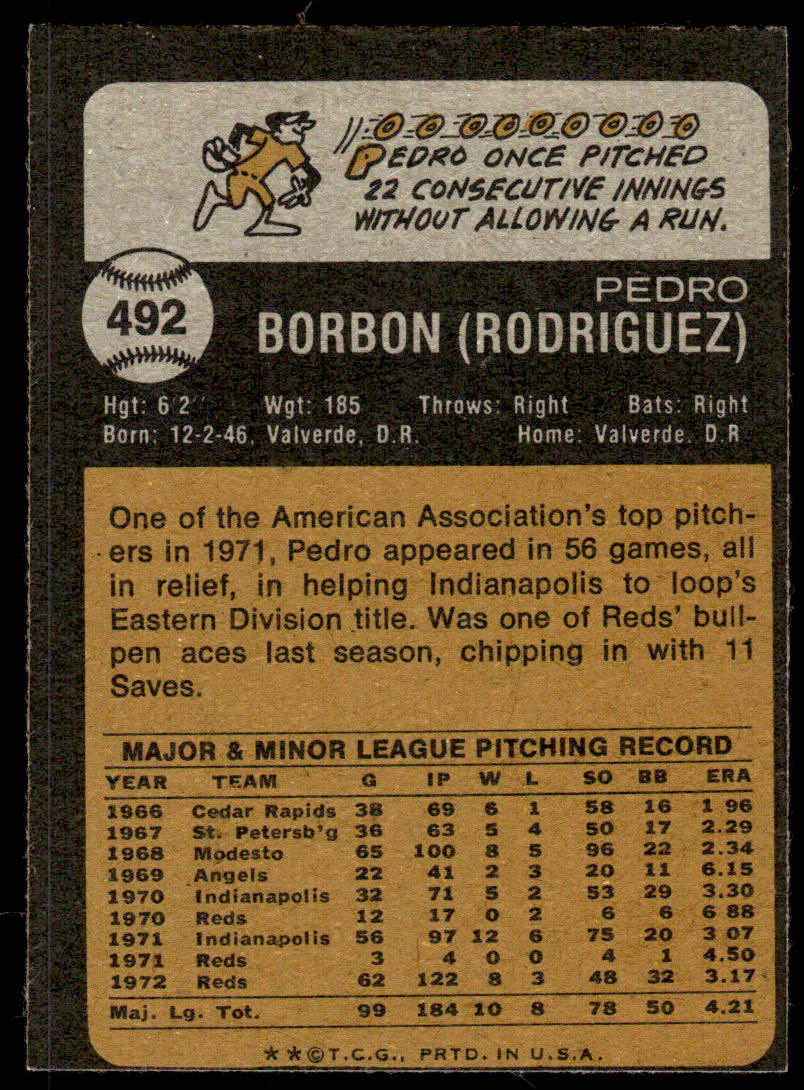 PEDRO ONCE PITCHED
22 CONSECUTIVE INNINGS
WITHOUT ALLOWING A RUN.
492
PEDRO
BORBON (RODRIGUEZ)
Hgt: 6'2" Wgt: 185 Throws: Right Bats: Right
Born: 12-2-46, Valverde, D.R. Home: Valverde, D.R
One of the American Association's top pitch-
ers in 1971, Pedro appeared in 56 games, all
in relief, in helping Indianapolis to loop's
Eastern Division title. Was one of Reds' bull-
pen aces last season, chipping in with 11
Saves.
MAJOR & MINOR LEAGUE PITCHING RECORD
YEAR TEAM G IP W L SO BB ERA
1966 Cedar Rapids 38 69 6 1 58 16 1.96
1967 St. Petersb'g 36 63 5 4 50 17 2.29
1968 Modesto 65 100 8 5 96 22 2.34
1969 Angels 22 41 2 3 20 11 6.15
1970 Indianapolis 32 71 5 2 53 29 3.30
1970 Reds 12 17 0 2 6 6 6.88
1971 Indianapolis 56 97 12 6 75 20 3.07
1971 Reds 3 4 0 0 4 1 4.50
1972 Reds 62 122 8 3 48 32 3.17
Maj. Lg. Tot. 99 184 10 8 78 50 4.21
★★©T.C.G., PRTD. IN U.S.A.